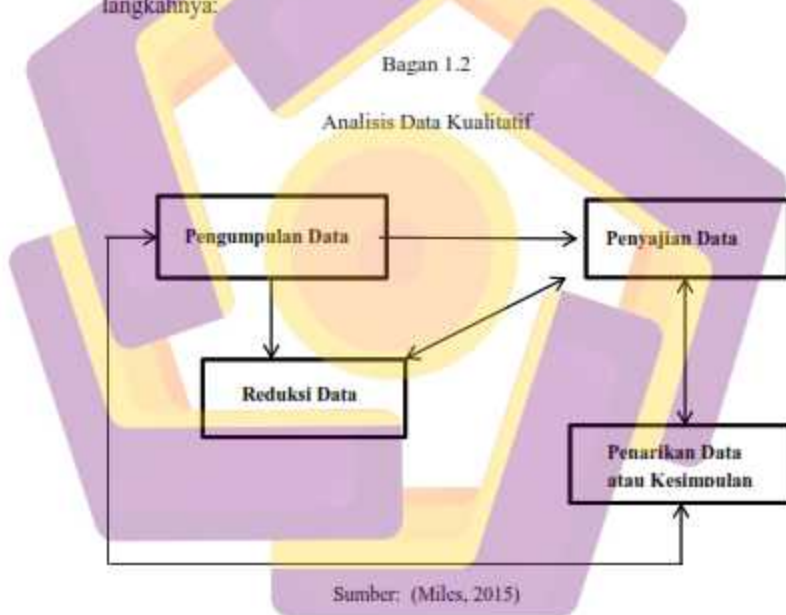 langkahnya:
Bagan 1.2
Analisis Data Kualitatif
Pengumpulan Data
Penyajian Data
Reduksi Data
Penarikan Data
atau Kesimpulan
Sumber: (Miles, 2015)